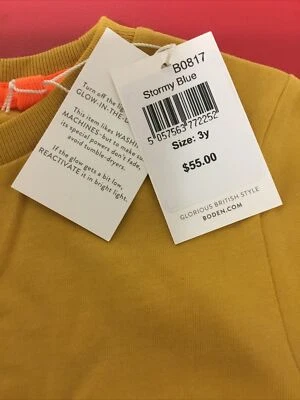 Turn off the lig
GLOW-IN-THE-D
This item likes WASHI
MACHINES-but to make su
its special powers don't fade,
avoid tumble-dryers.
If the glow gets a bit low,
REACTIVATE it in bright light.
B0817
Stormy Blue
5 057563 772252
Size: 3y
$55.00
GLORIOUS BRITISH STYLE
BODEN.COM